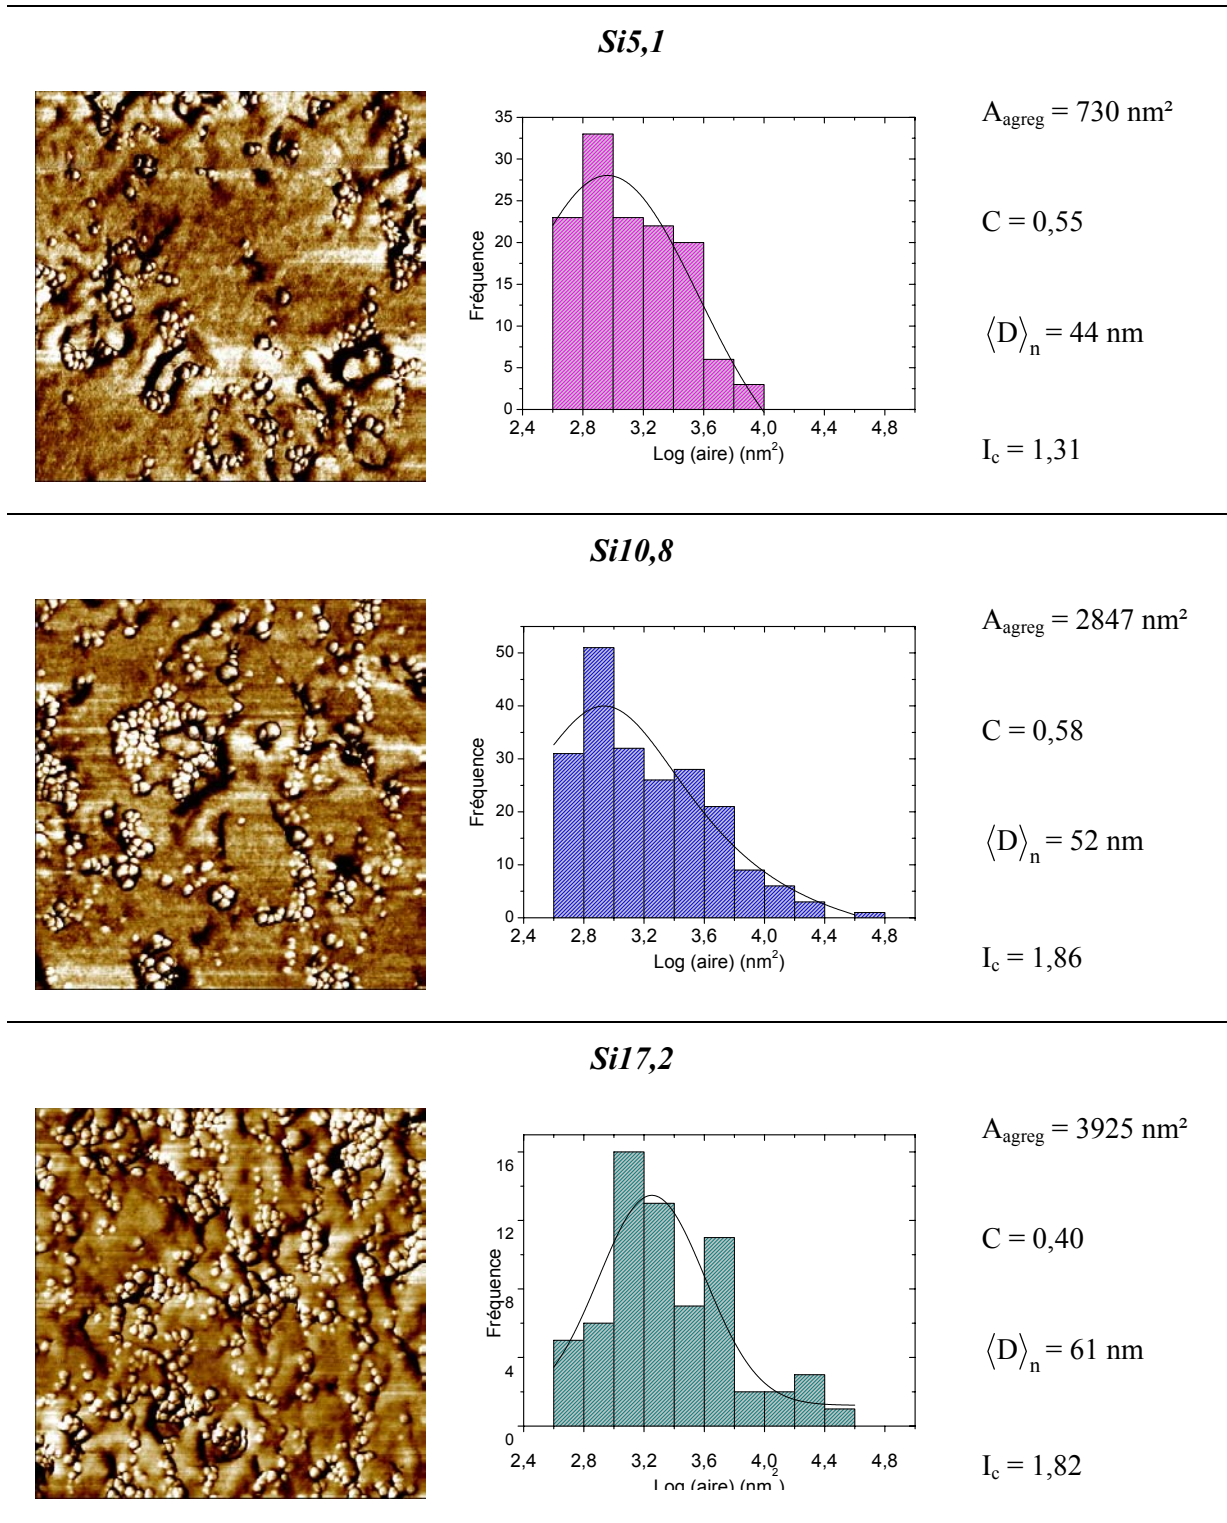 Si5,1
35
30
25
20
15
10
5
0
Fréquence
2,4 2,8 3,2 3,6 4,0 4,4 4,8
Log (aire) (nm²)
A_agreg = 730 nm²
C = 0,55
⟨D⟩_n = 44 nm
I_c = 1,31
Si10,8
50
40
30
20
10
0
Fréquence
2,4 2,8 3,2 3,6 4,0 4,4 4,8
Log (aire) (nm²)
A_agreg = 2847 nm²
C = 0,58
⟨D⟩_n = 52 nm
I_c = 1,86
Si17,2
16
12
8
4
0
Fréquence
2,4 2,8 3,2 3,6 4,0 4,4 4,8
Log (aire) (nm²)
A_agreg = 3925 nm²
C = 0,40
⟨D⟩_n = 61 nm
I_c = 1,82